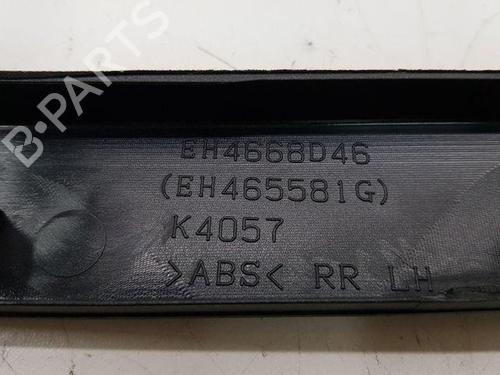 EH4668D46
(EH465581G)
K4057
>ABS< RR LH
B-PARTS